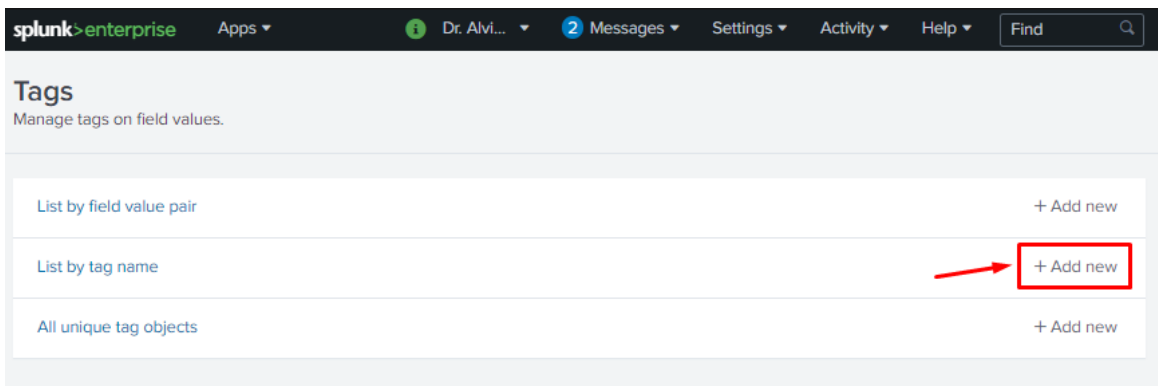 splunk>enterprise Apps i Dr. Alvi... 2 Messages Settings Activity Help Find
Tags
Manage tags on field values.
List by field value pair + Add new
List by tag name + Add new
All unique tag objects + Add new